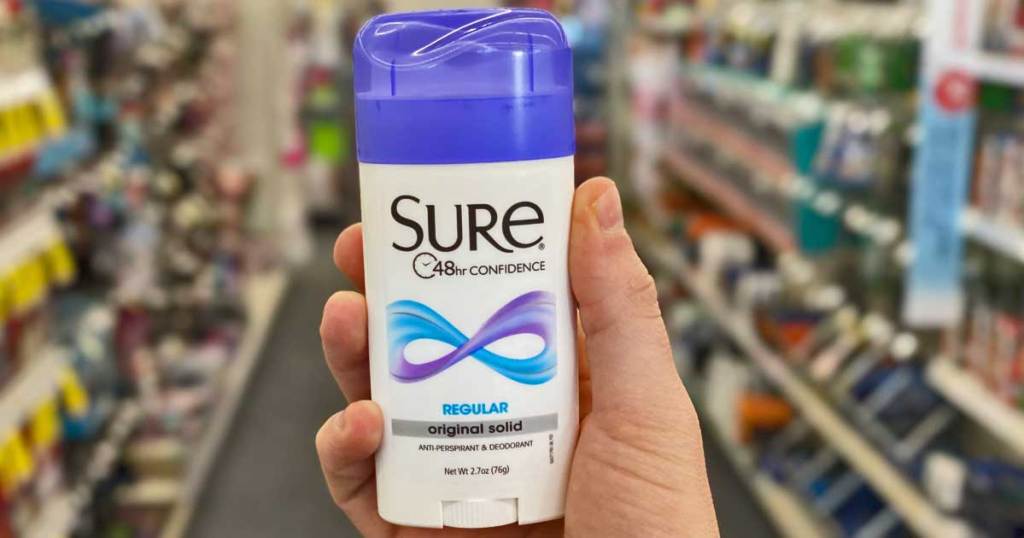 SURE
48hr CONFIDENCE
REGULAR
original solid
ANTI-PERSPIRANT & DEODORANT
Net Wt 2.7oz (76g)